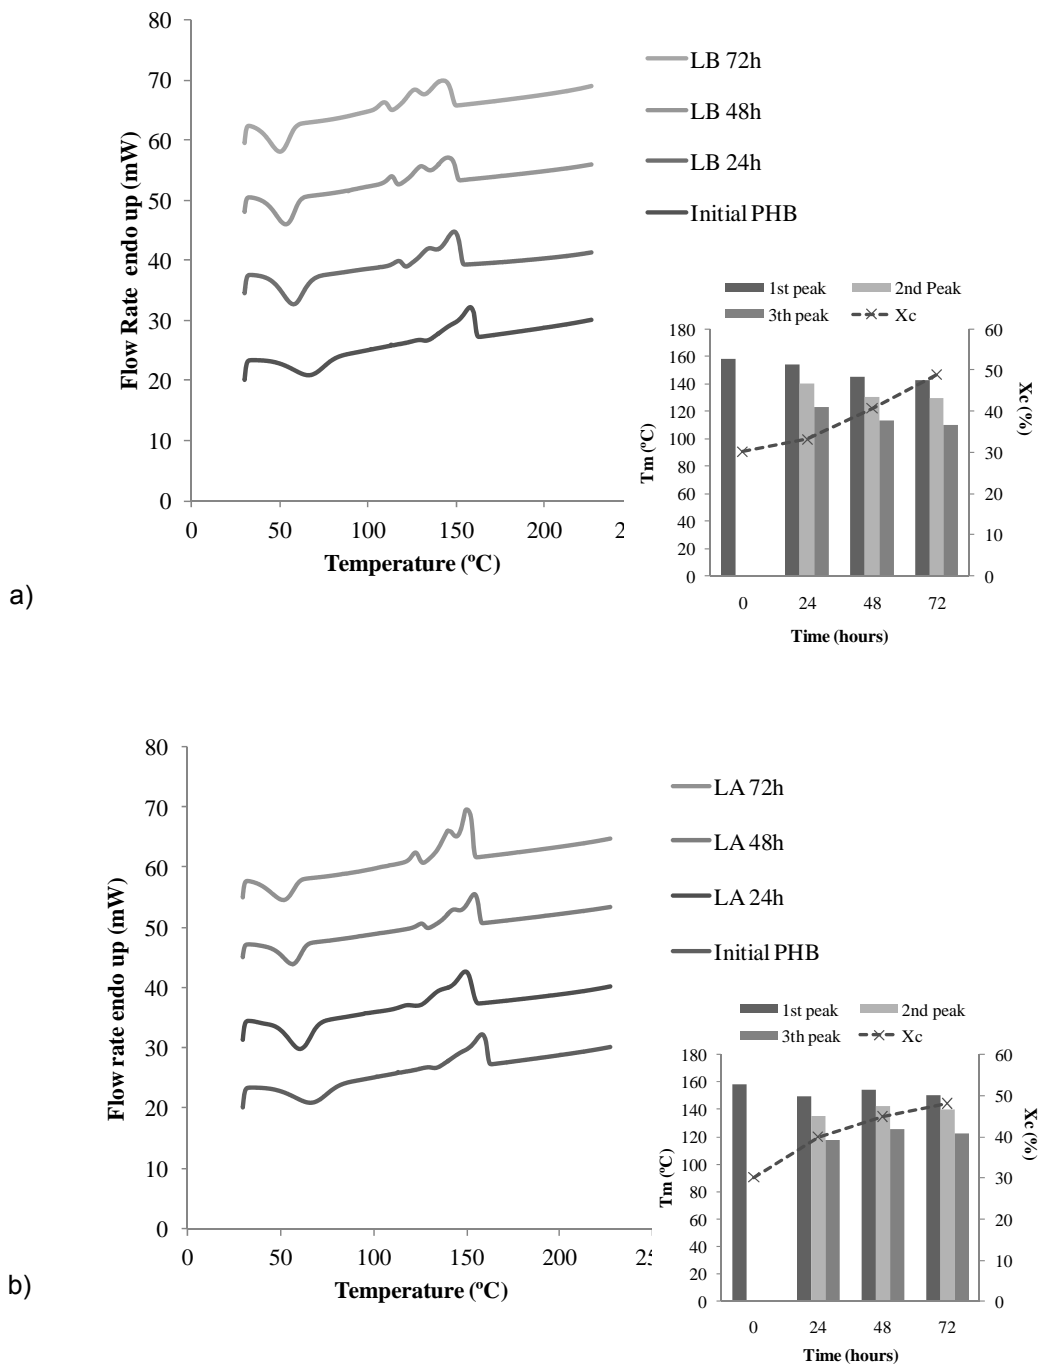 80
70
60
50
40
30
20
10
0
Flow Rate endo up (mW)
0 50 100 150 200 2
Temperature (ºC)
LB 72h
LB 48h
LB 24h
Initial PHB
1st peak 2nd Peak
3th peak Xc
180
160
140
120
100
80
60
40
20
0
Tm (ºC)
60
50
40
30
20
10
0
Xc (%)
0 24 48 72
Time (hours)
a)
80
70
60
50
40
30
20
10
0
Flow rate endo up (mW)
0 50 100 150 200 25
Temperature (ºC)
LA 72h
LA 48h
LA 24h
Initial PHB
1st peak 2nd peak
3th peak Xc
180
160
140
120
100
80
60
40
20
0
Tm (ºC)
60
50
40
30
20
10
0
Xc (%)
0 24 48 72
Time (hours)
b)